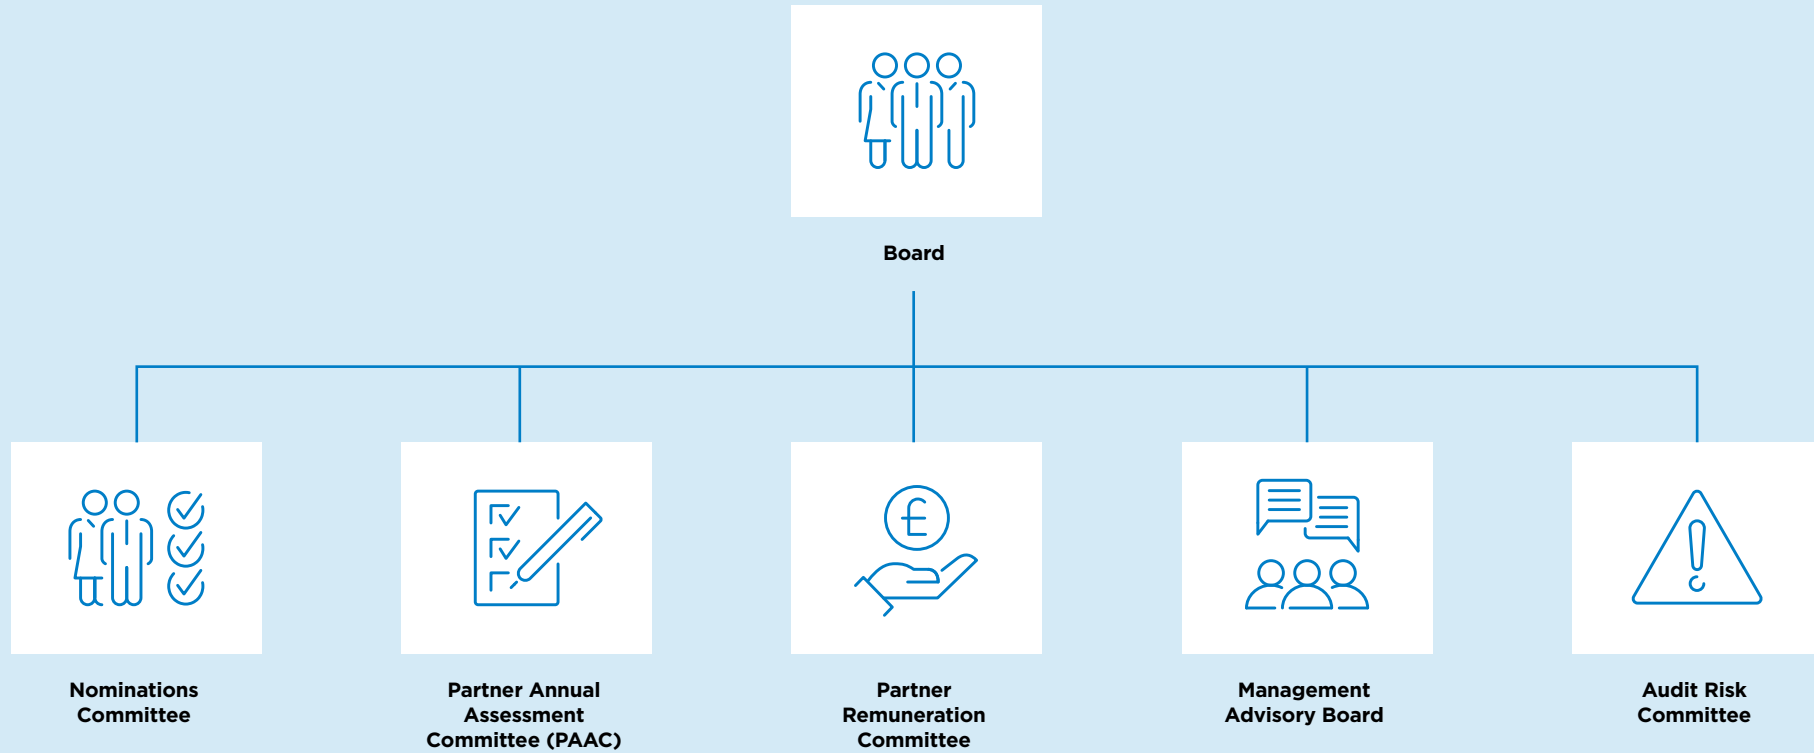 Board
Nominations
Committee
Partner Annual
Assessment
Committee (PAAC)
Partner
Remuneration
Committee
Management
Advisory Board
Audit Risk
Committee